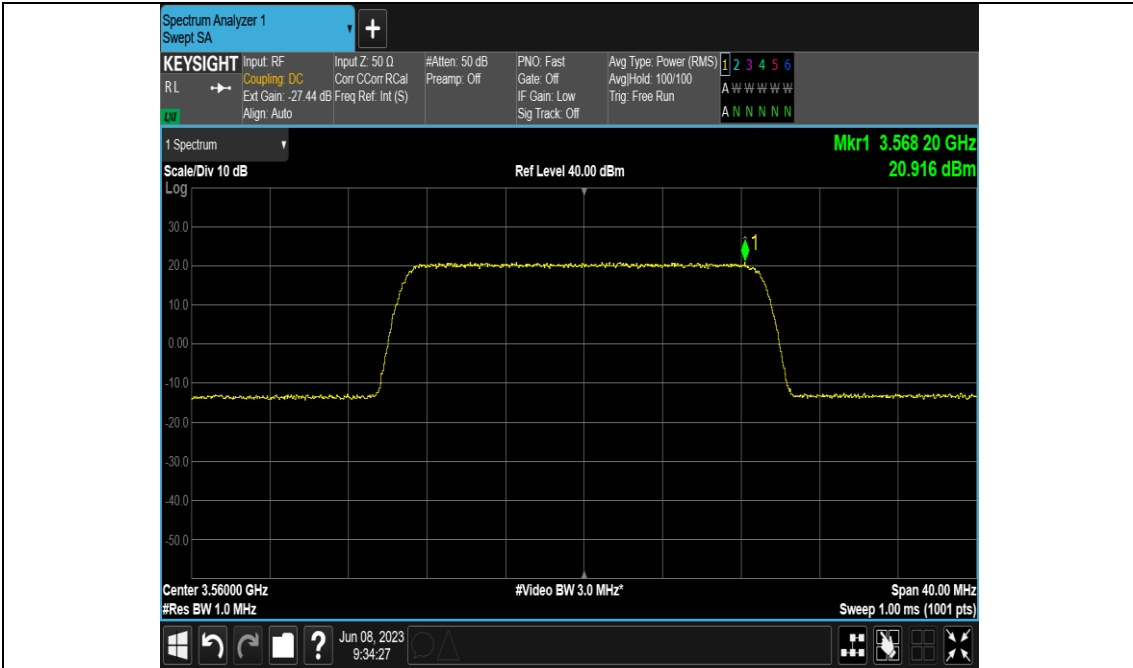 Spectrum Analyzer 1
Swept SA
+
KEYSIGHT
RL
LXI
Input: RF
Coupling: DC
Ext Gain: -27.44 dB
Align: Auto
Input Z: 50 Ω
Corr CCorr RCal
Freq Ref: Int (S)
#Atten: 50 dB
Preamp: Off
PNO: Fast
Gate: Off
IF Gain: Low
Sig Track: Off
Avg Type: Power (RMS)
Avg|Hold: 100/100
Trig: Free Run
1 2 3 4 5 6
A W W W W W
A N N N N N
1 Spectrum
Mkr1 3.568 20 GHz
20.916 dBm
Scale/Div 10 dB
Ref Level 40.00 dBm
Log
1
30.0
20.0
10.0
0.00
-10.0
-20.0
-30.0
-40.0
-50.0
Center 3.56000 GHz
#Video BW 3.0 MHz*
Span 40.00 MHz
#Res BW 1.0 MHz
Sweep 1.00 ms (1001 pts)
?
Jun 08, 2023
9:34:27